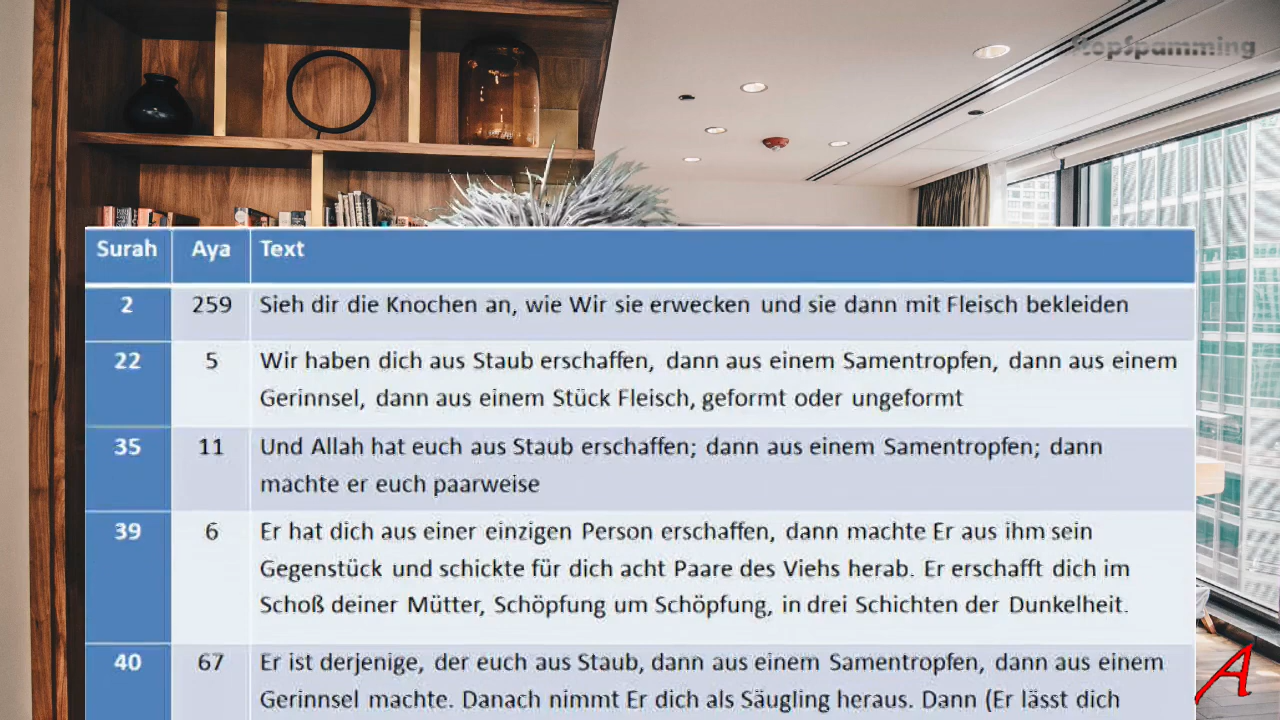 Stopspamming
Surah Aya Text
2 259 Sieh dir die Knochen an, wie Wir sie erwecken und sie dann mit Fleisch bekleiden
22 5 Wir haben dich aus Staub erschaffen, dann aus einem Samentropfen, dann aus einem
Gerinnsel, dann aus einem Stück Fleisch, geformt oder ungeformt
35 11 Und Allah hat euch aus Staub erschaffen; dann aus einem Samentropfen; dann
machte er euch paarweise
39 6 Er hat dich aus einer einzigen Person erschaffen, dann machte Er aus ihm sein
Gegenstück und schickte für dich acht Paare des Viehs herab. Er erschafft dich im
Schoß deiner Mütter, Schöpfung um Schöpfung, in drei Schichten der Dunkelheit.
40 67 Er ist derjenige, der euch aus Staub, dann aus einem Samentropfen, dann aus einem
Gerinnsel machte. Danach nimmt Er dich als Säugling heraus. Dann (Er lässt dich
A